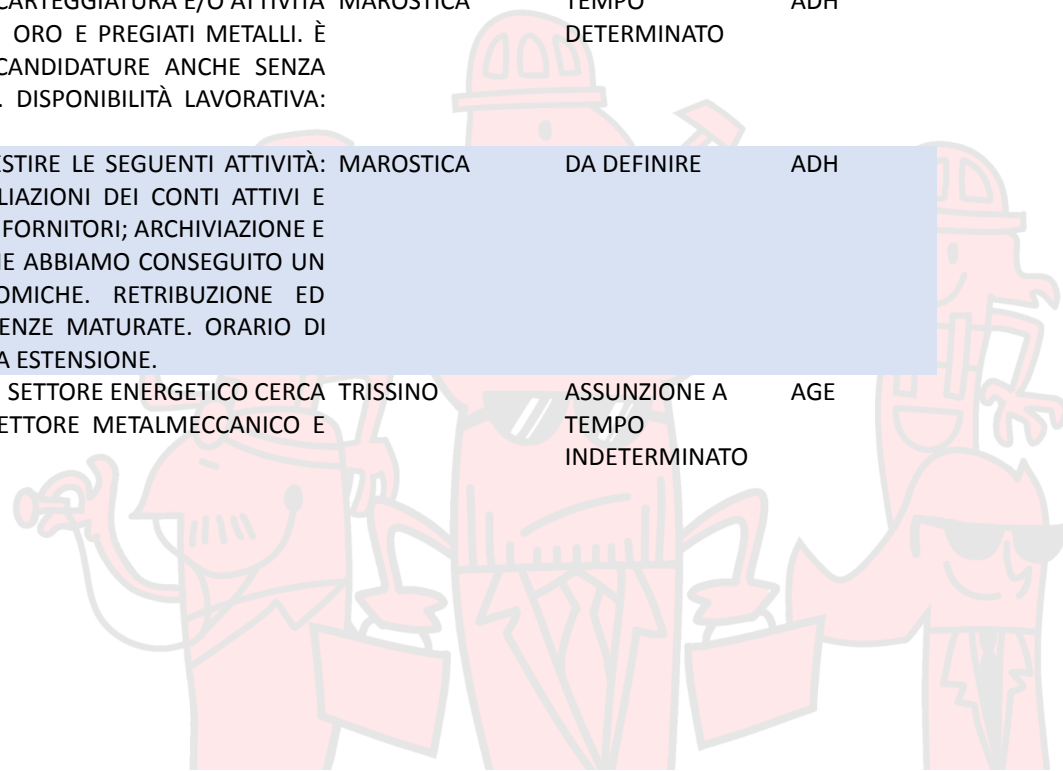 CARTEGGIATURA E/O ATTIVITÀ MAROSTICA TEMPO ADH
ORO E PREGIATI METALLI. È DETERMINATO
CANDIDATURE ANCHE SENZA
. DISPONIBILITÀ LAVORATIVA:
ESTIRE LE SEGUENTI ATTIVITÀ: MAROSTICA DA DEFINIRE ADH
LIAZIONI DEI CONTI ATTIVI E
FORNITORI; ARCHIVIAZIONE E
HE ABBIAMO CONSEGUITO UN
OMICHE. RETRIBUZIONE ED
ENZE MATURATE. ORARIO DI
A ESTENSIONE.
SETTORE ENERGETICO CERCA TRISSINO ASSUNZIONE A AGE
ETTORE METALMECCANICO E TEMPO
INDETERMINATO